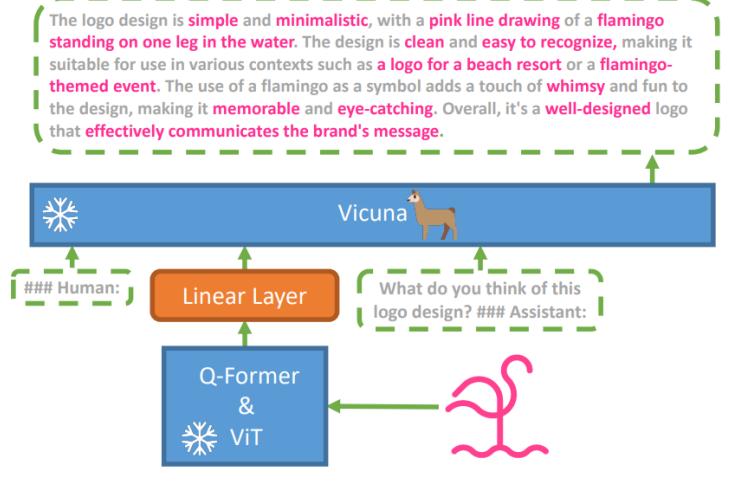 The logo design is simple and minimalistic, with a pink line drawing of a flamingo
standing on one leg in the water. The design is clean and easy to recognize, making it
suitable for use in various contexts such as a logo for a beach resort or a flamingo-
themed event. The use of a flamingo as a symbol adds a touch of whimsy and fun to
the design, making it memorable and eye-catching. Overall, it's a well-designed logo
that effectively communicates the brand's message.
Vicuna
### Human:
Linear Layer
What do you think of this
logo design? ### Assistant:
Q-Former
&
ViT